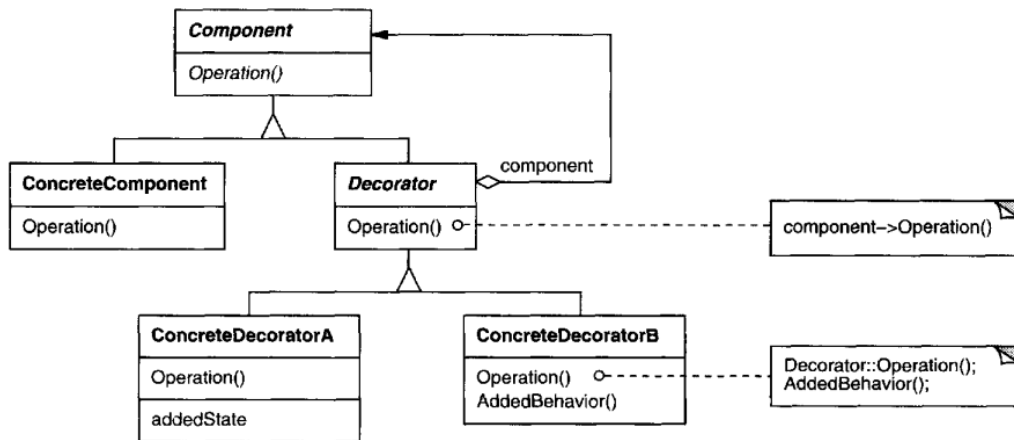 Component
Operation()
ConcreteComponent
Operation()
Decorator
Operation()
component
component->Operation()
ConcreteDecoratorA
Operation()
addedState
ConcreteDecoratorB
Operation()
AddedBehavior()
Decorator::Operation();
AddedBehavior();